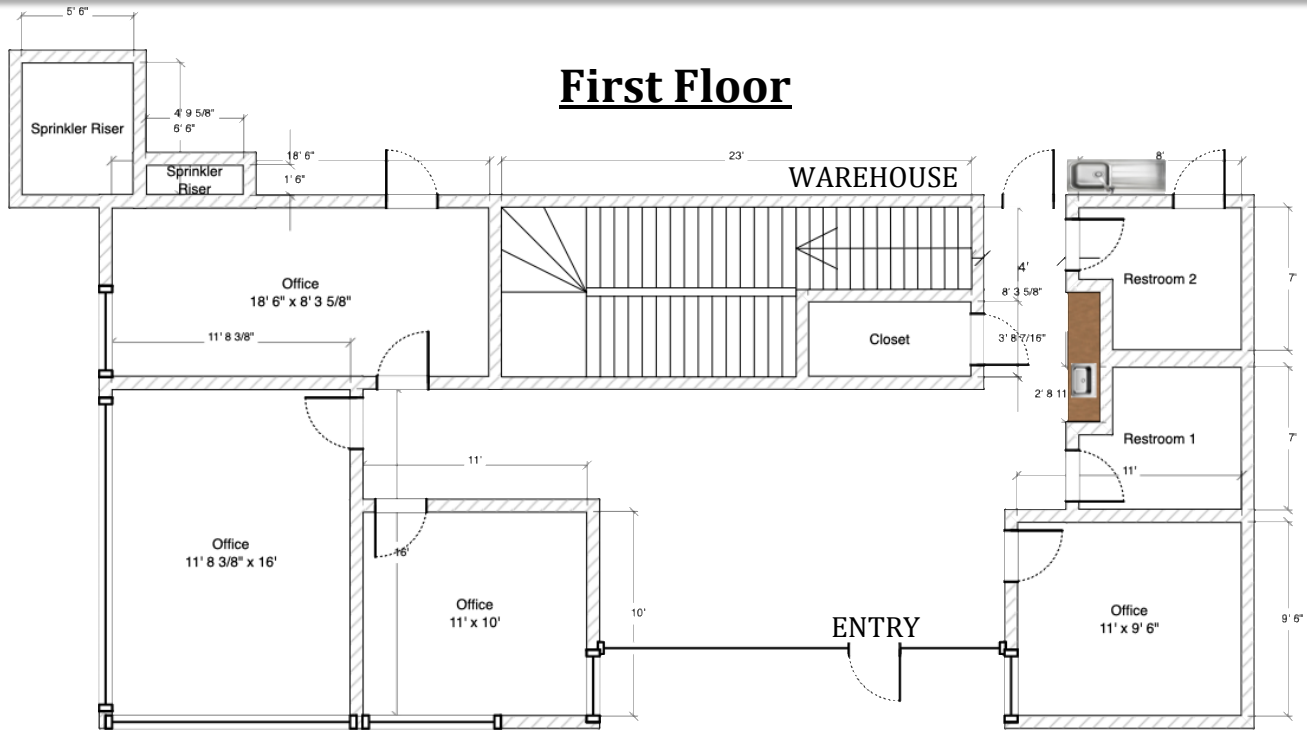 5' 6"
First Floor
Sprinkler Riser
4' 9 5/8"
6' 6"
Sprinkler
Riser
18' 6"
1' 6"
23'
WAREHOUSE
8'
Office
18' 6" x 8' 3 5/8"
4'
Restroom 2
7'
8' 3 5/8"
11' 8 3/8"
Closet
3' 8 7/16"
2' 8 11
Restroom 1
7'
11'
11'
Office
11' 8 3/8" x 16'
16'
Office
11' x 10'
10'
ENTRY
Office
11' x 9' 6"
9' 6"